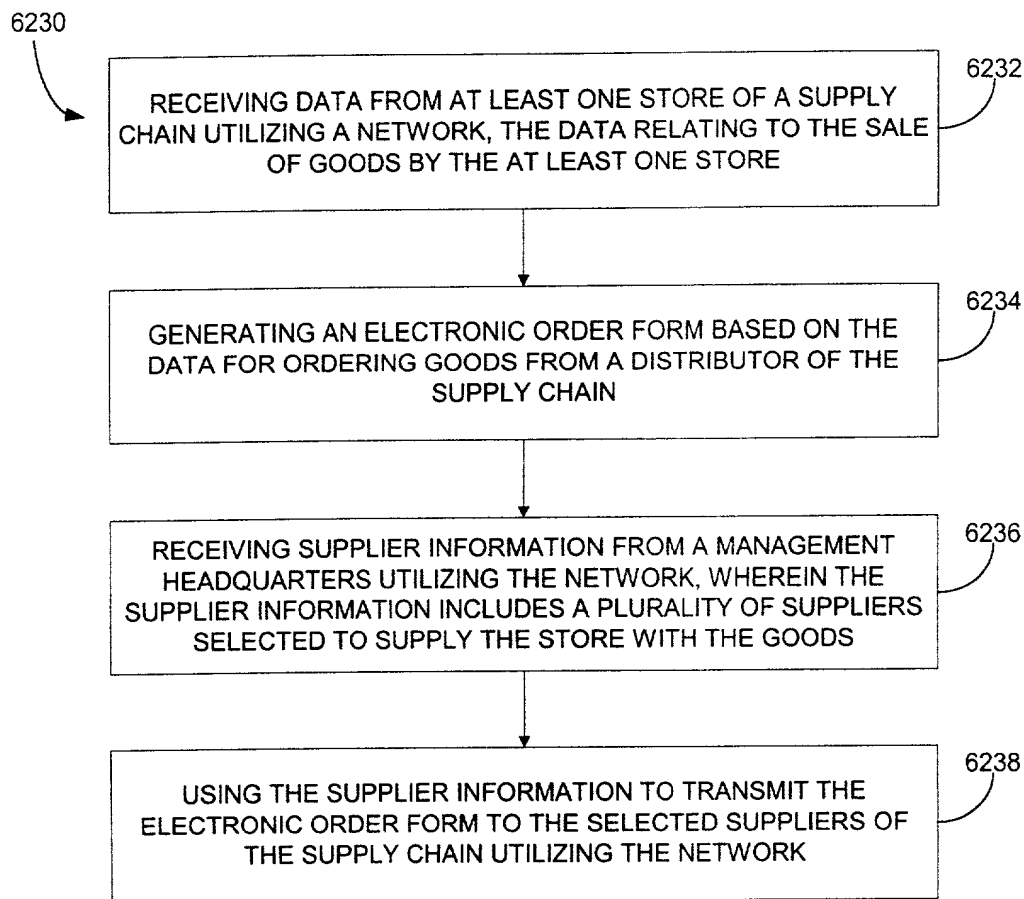 6230
6232
RECEIVING DATA FROM AT LEAST ONE STORE OF A SUPPLY
CHAIN UTILIZING A NETWORK, THE DATA RELATING TO THE SALE
OF GOODS BY THE AT LEAST ONE STORE
6234
GENERATING AN ELECTRONIC ORDER FORM BASED ON THE
DATA FOR ORDERING GOODS FROM A DISTRIBUTOR OF THE
SUPPLY CHAIN
6236
RECEIVING SUPPLIER INFORMATION FROM A MANAGEMENT
HEADQUARTERS UTILIZING THE NETWORK, WHEREIN THE
SUPPLIER INFORMATION INCLUDES A PLURALITY OF SUPPLIERS
SELECTED TO SUPPLY THE STORE WITH THE GOODS
6238
USING THE SUPPLIER INFORMATION TO TRANSMIT THE
ELECTRONIC ORDER FORM TO THE SELECTED SUPPLIERS OF
THE SUPPLY CHAIN UTILIZING THE NETWORK